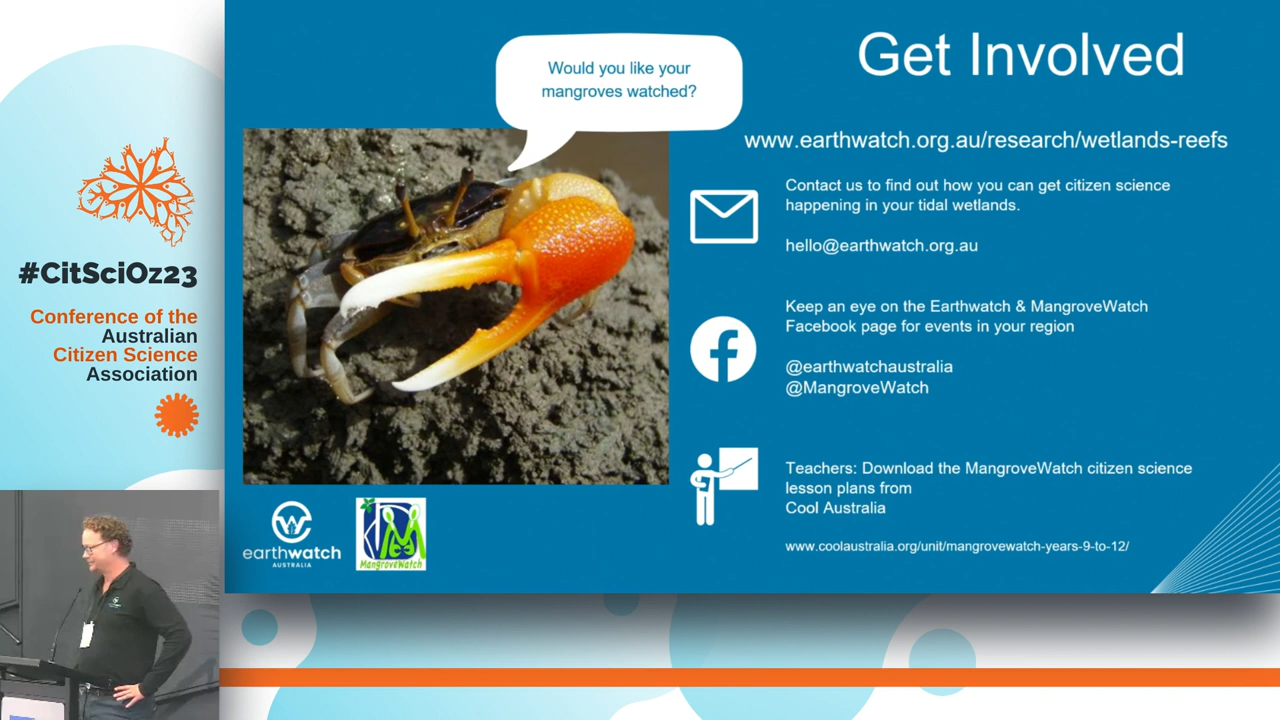 #CitSciOz23
Conference of the
Australian
Citizen Science
Association
Would you like your
mangroves watched?
Get Involved
www.earthwatch.org.au/research/wetlands-reefs
Contact us to find out how you can get citizen science
happening in your tidal wetlands.
hello@earthwatch.org.au
Keep an eye on the Earthwatch & MangroveWatch
Facebook page for events in your region
@earthwatchaustralia
@MangroveWatch
Teachers: Download the MangroveWatch citizen science
lesson plans from
Cool Australia
www.coolaustralia.org/unit/mangrovewatch-years-9-to-12/
earthwatch
AUSTRALIA
MangroveWatch